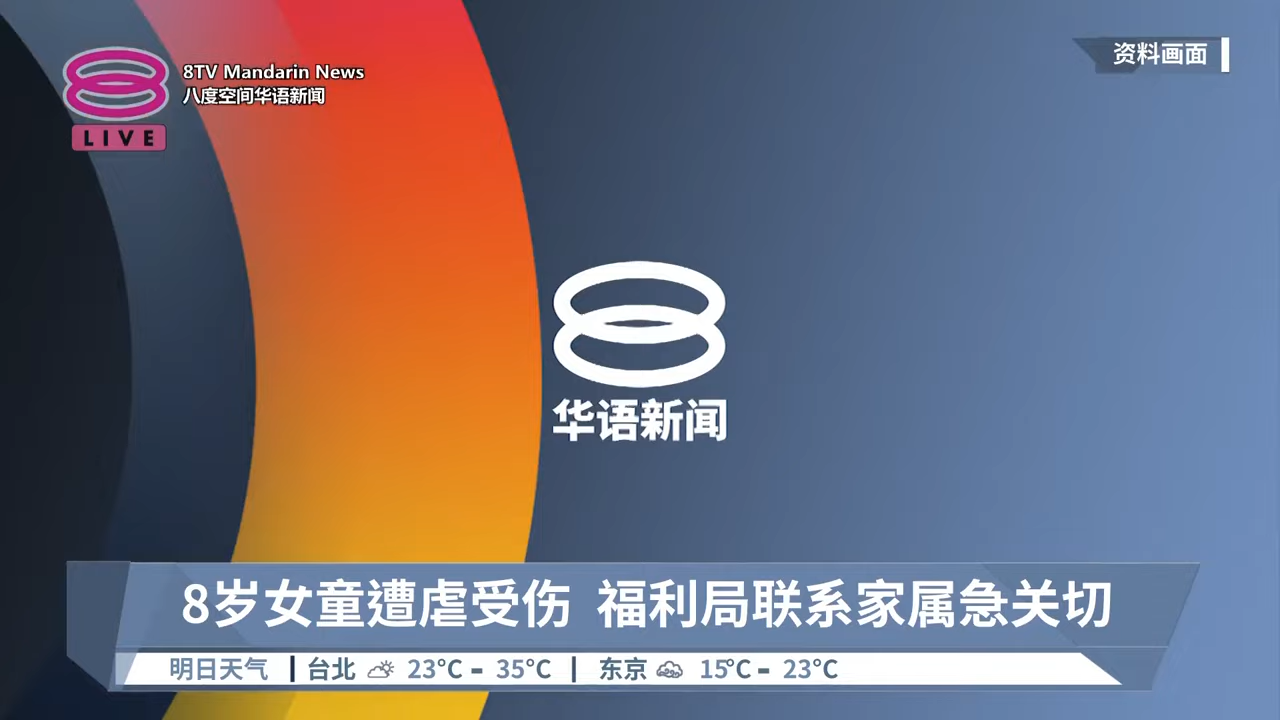 8TV Mandarin News
八度空间华语新闻
LIVE
资料画面
华语新闻
8岁女童遭虐受伤 福利局联系家属急关切
明日天气 | 台北 23°C - 35°C | 东京 15°C - 23°C